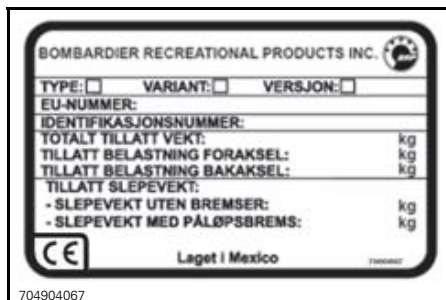 BOMBARDIER RECREATIONAL PRODUCTS INC.
TYPE: VARIANT: VERSJON:
EU-NUMMER:
IDENTIFIKASJONSNUMMER:
TOTALT TILLATT VEKT: kg
TILLATT BELASTNING FORAKSEL: kg
TILLATT BELASTNING BAKAKSEL: kg
TILLATT SLEPEVEKT:
- SLEPEVEKT UTEN BREMSER: kg
- SLEPEVEKT MED PÅLØPSBREMS: kg
CE Laget i Mexico
704904067